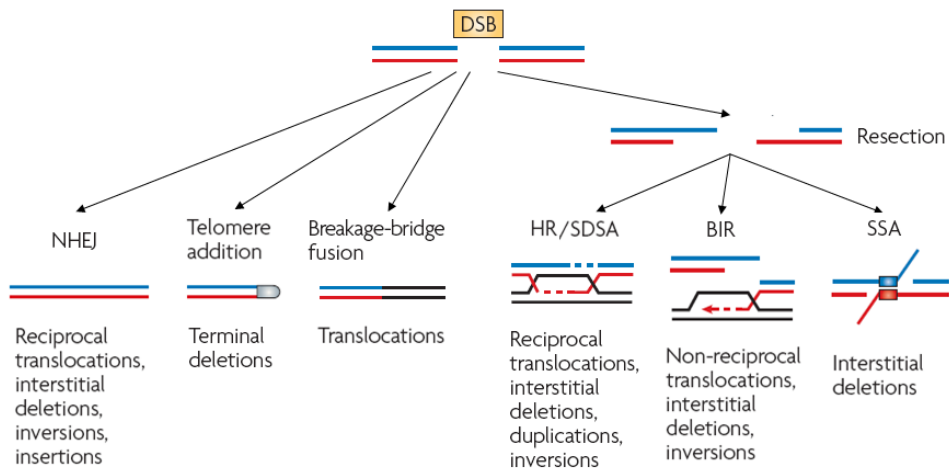 DSB
Resection
NHEJ
Telomere
addition
Breakage-bridge
fusion
HR/SDSA
BIR
SSA
Reciprocal
translocations,
interstitial
deletions,
inversions,
insertions
Terminal
deletions
Translocations
Reciprocal
translocations,
interstitial
deletions,
duplications,
inversions
Non-reciprocal
translocations,
interstitial
deletions,
inversions
Interstitial
deletions